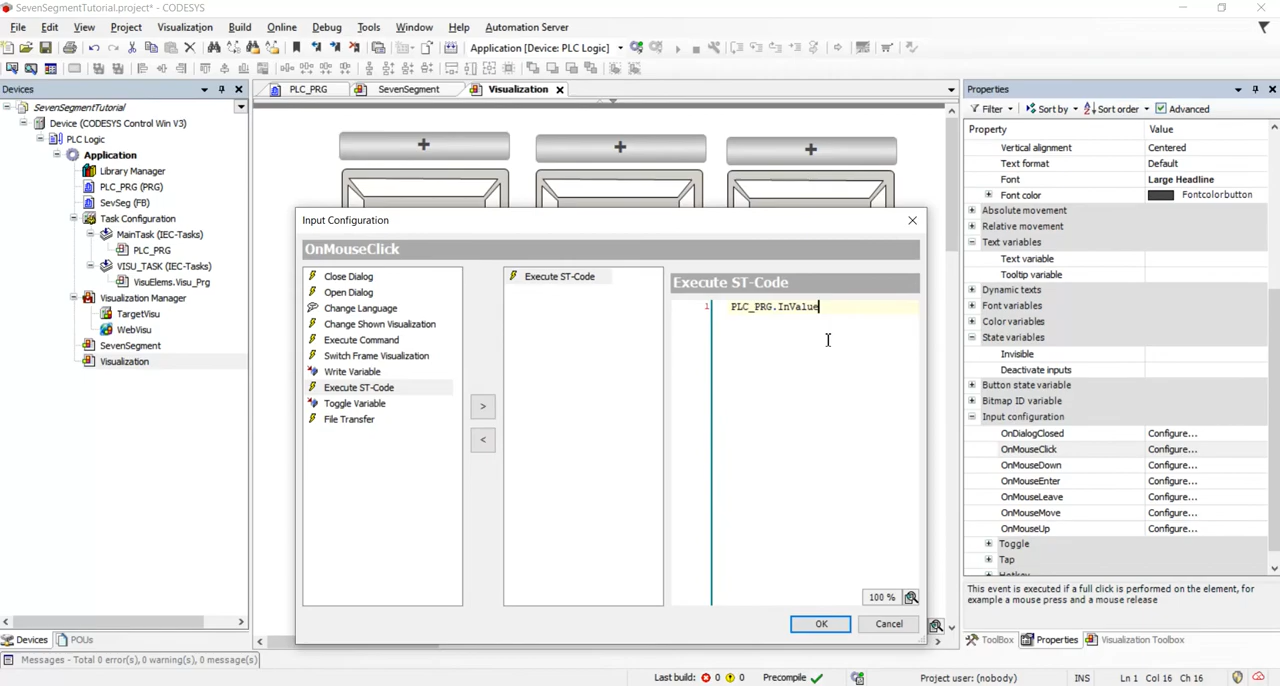 SevenSegmentTutorial.project* - CODESYS
File Edit View Project Visualization Build Online Debug Tools Window Help Automation Server
Application [Device: PLC Logic]
Devices
PLC_PRG SevenSegment Visualization
Properties
Filter Sort by Sort order Advanced
SevenSegmentTutorial
Device (CODESYS Control Win V3)
PLC Logic
Application
Library Manager
PLC_PRG (PRG)
SevSeg (FB)
Task Configuration
MainTask (IEC-Tasks)
PLC_PRG
VISU_TASK (IEC-Tasks)
VisuElems.Visu_Prg
Visualization Manager
TargetVisu
WebVisu
SevenSegment
Visualization
+ + +
Input Configuration
OnMouseClick
Close Dialog
Open Dialog
Change Language
Change Shown Visualization
Execute Command
Switch Frame Visualization
Write Variable
Execute ST-Code
Toggle Variable
File Transfer
>
<
Execute ST-Code
Execute ST-Code
1 PLC_PRG.InValue
100 %
OK Cancel
Property Value
Vertical alignment Centered
Text format Default
Font Large Headline
Font color Fontcolorbutton
Absolute movement
Relative movement
Text variables
Text variable
Tooltip variable
Dynamic texts
Font variables
Color variables
State variables
Invisible
Deactivate inputs
Button state variable
Bitmap ID variable
Input configuration
OnDialogClosed Configure...
OnMouseClick Configure...
OnMouseDown Configure...
OnMouseEnter Configure...
OnMouseLeave Configure...
OnMouseMove Configure...
OnMouseUp Configure...
Toggle
Tap
Hotkey
This event is executed if a full click is performed on the element, for
example a mouse press and a mouse release
Devices POUs
ToolBox Properties Visualization Toolbox
Messages - Total 0 error(s), 0 warning(s), 0 message(s)
Last build: 0 0 Precompile Project user: (nobody) INS Ln 1 Col 16 Ch 16